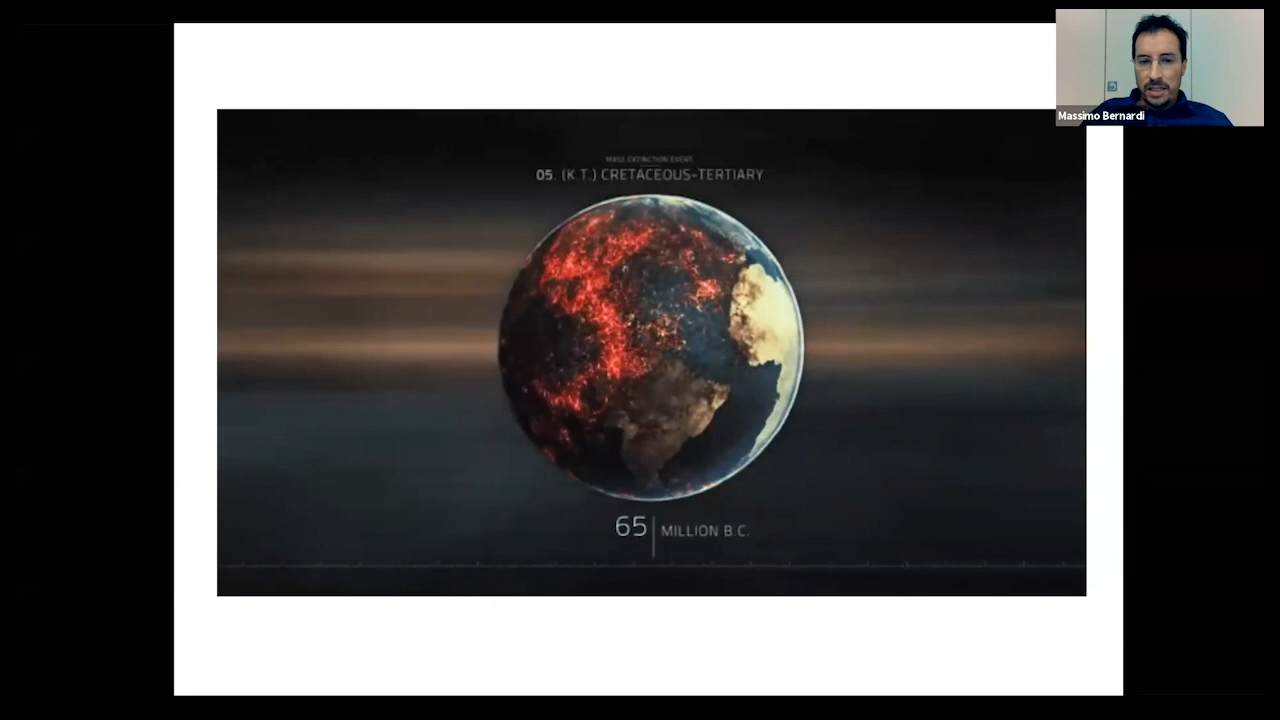 Massimo Bernardi
MASS EXTINCTION EVENT
05. (K.T.) CRETACEOUS-TERTIARY
65 MILLION B.C.